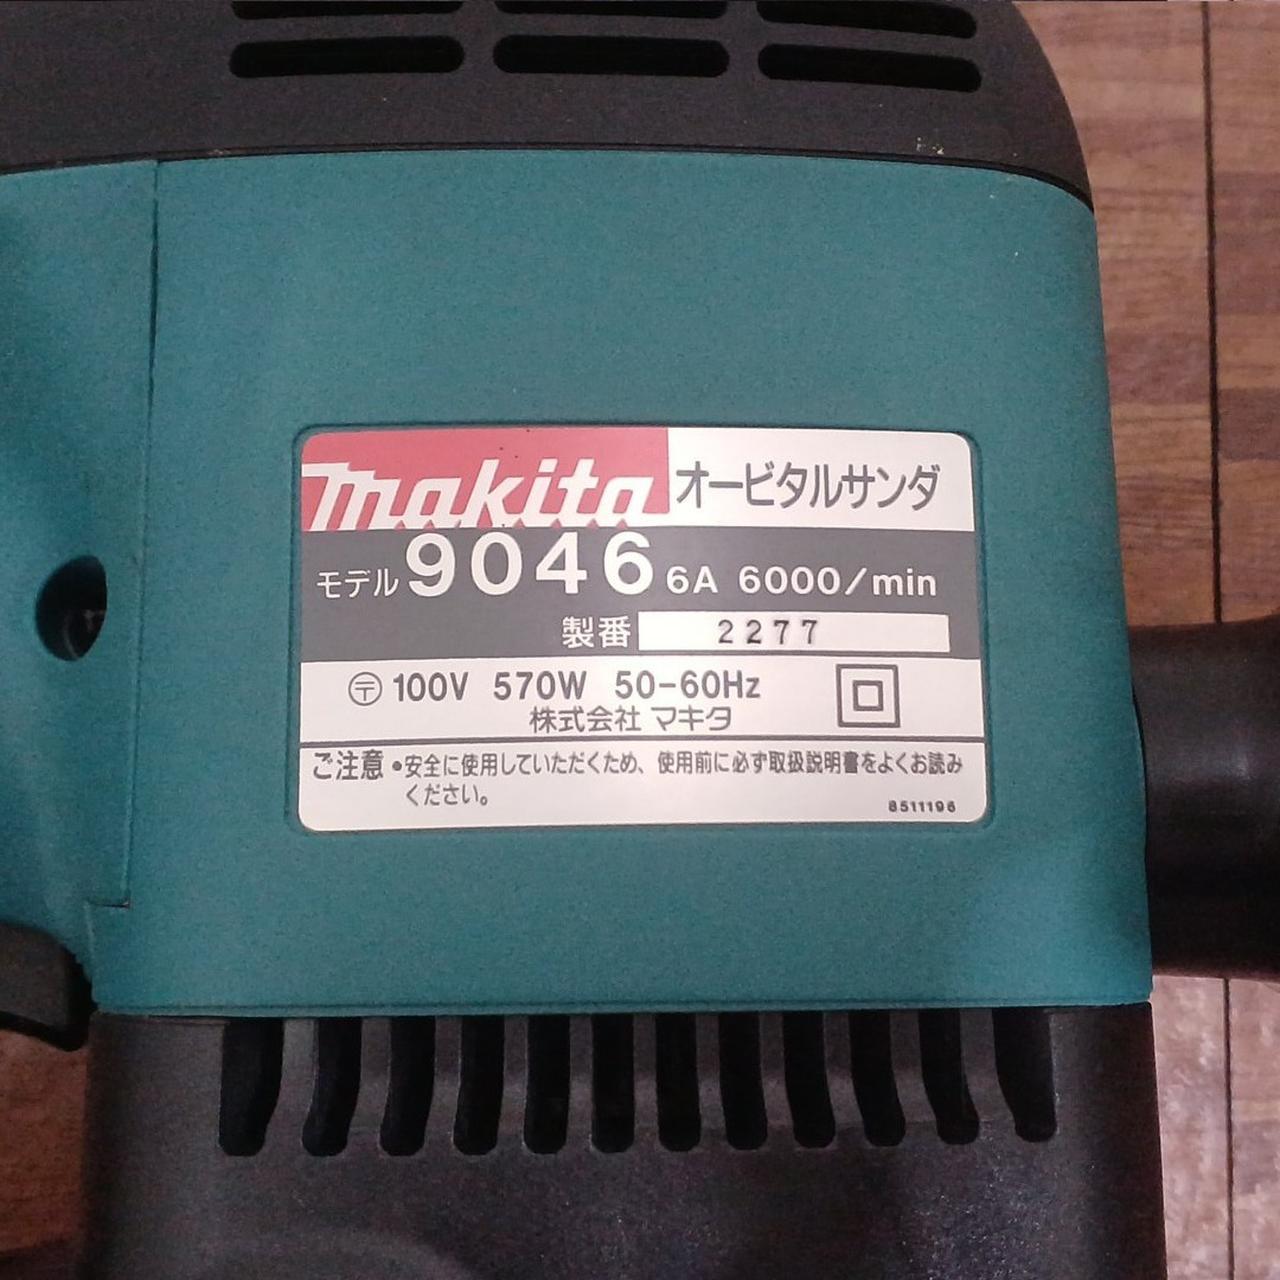 makita オービタルサンダ
モデル 9046 6A 6000/min
製番 2277
〶 100V 570W 50-60Hz
株式会社 マキタ
ご注意 •安全に使用していただくため、使用前に必ず取扱説明書をよくお読み
ください。
8511196